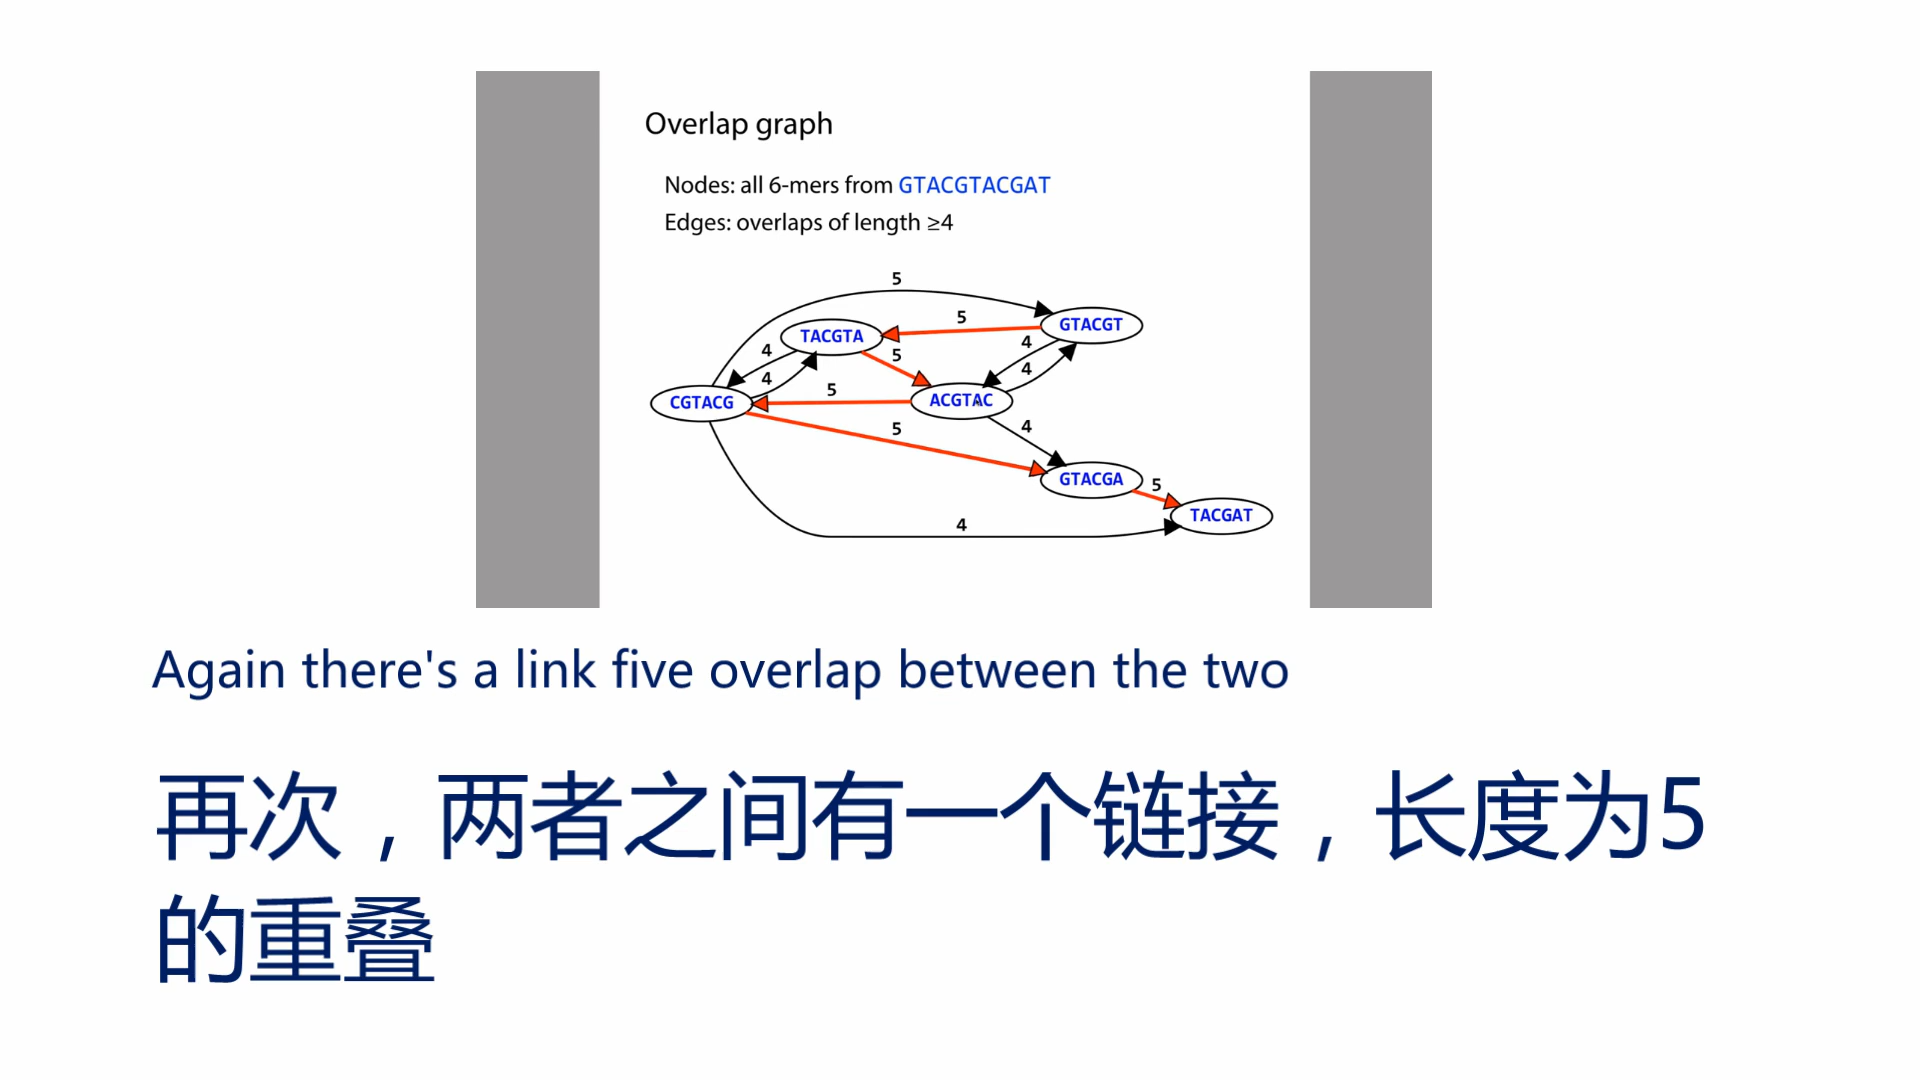 Overlap graph
Nodes: all 6-mers from GTACGTACGAT
Edges: overlaps of length ≥4
5
5
GTACGT
TACGTA
4
5
4
4
4
5
CGTACG
ACGTAC
5
4
GTACGA
5
TACGAT
4
Again there's a link five overlap between the two
再次，两者之间有一个链接，长度为5
的重叠